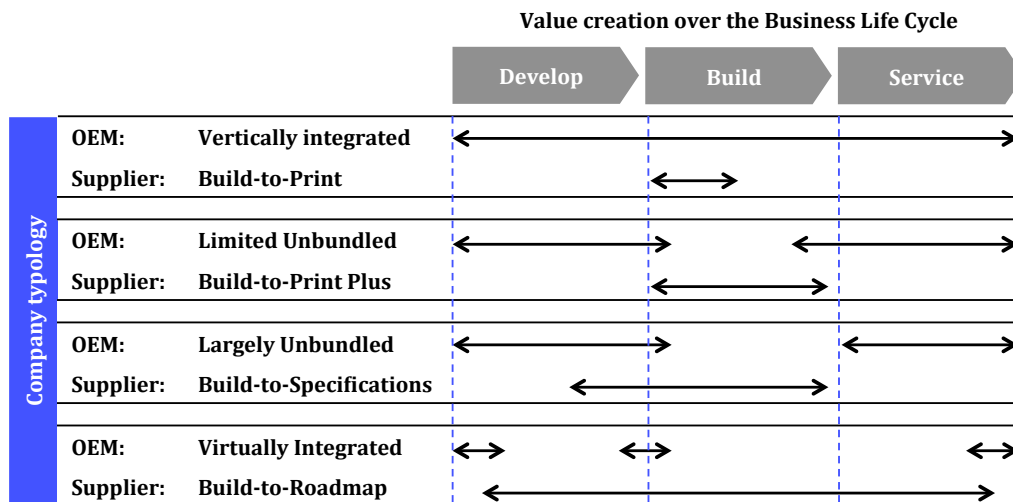 Value creation over the Business Life Cycle
Develop Build Service
Company typology
OEM: Vertically integrated
Supplier: Build-to-Print
OEM: Limited Unbundled
Supplier: Build-to-Print Plus
OEM: Largely Unbundled
Supplier: Build-to-Specifications
OEM: Virtually Integrated
Supplier: Build-to-Roadmap